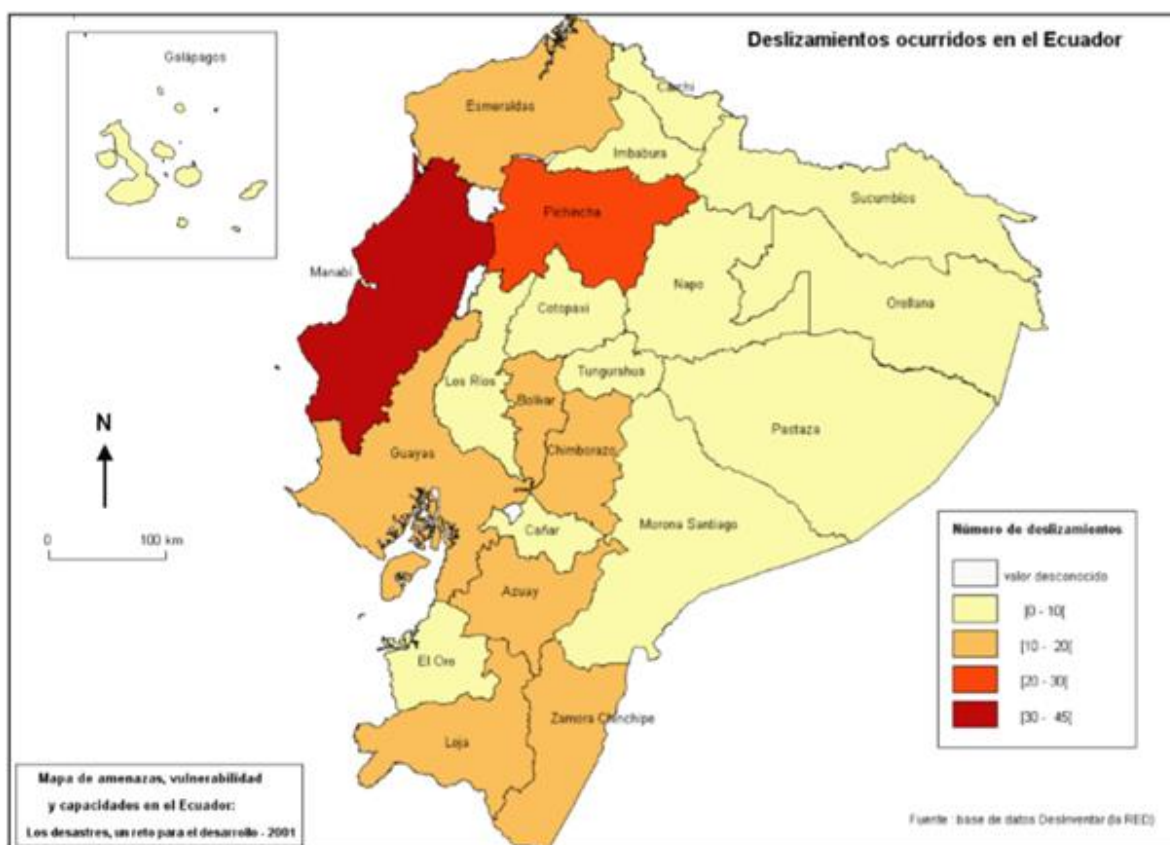 Deslizamientos ocurridos en el Ecuador
Galápagos
Esmeraldas
Carchi
Imbabura
Sucumbíos
Pichincha
Manabí
Napo
Orellana
Cotopaxi
Los Ríos
Tungurahua
Bolívar
Pastaza
Chimborazo
Guayas
N
Morona Santiago
Cañar
0 100 km
Azuay
El Oro
Zamora Chinchipe
Loja
Número de deslizamientos
valor desconocido
]0 - 10[
[10 - 20[
[20 - 30[
[30 - 45[
Mapa de amenazas, vulnerabilidad
y capacidades en el Ecuador:
Los desastres, un reto para el desarrollo - 2001
Fuente : base de datos DesInventar (la RED)